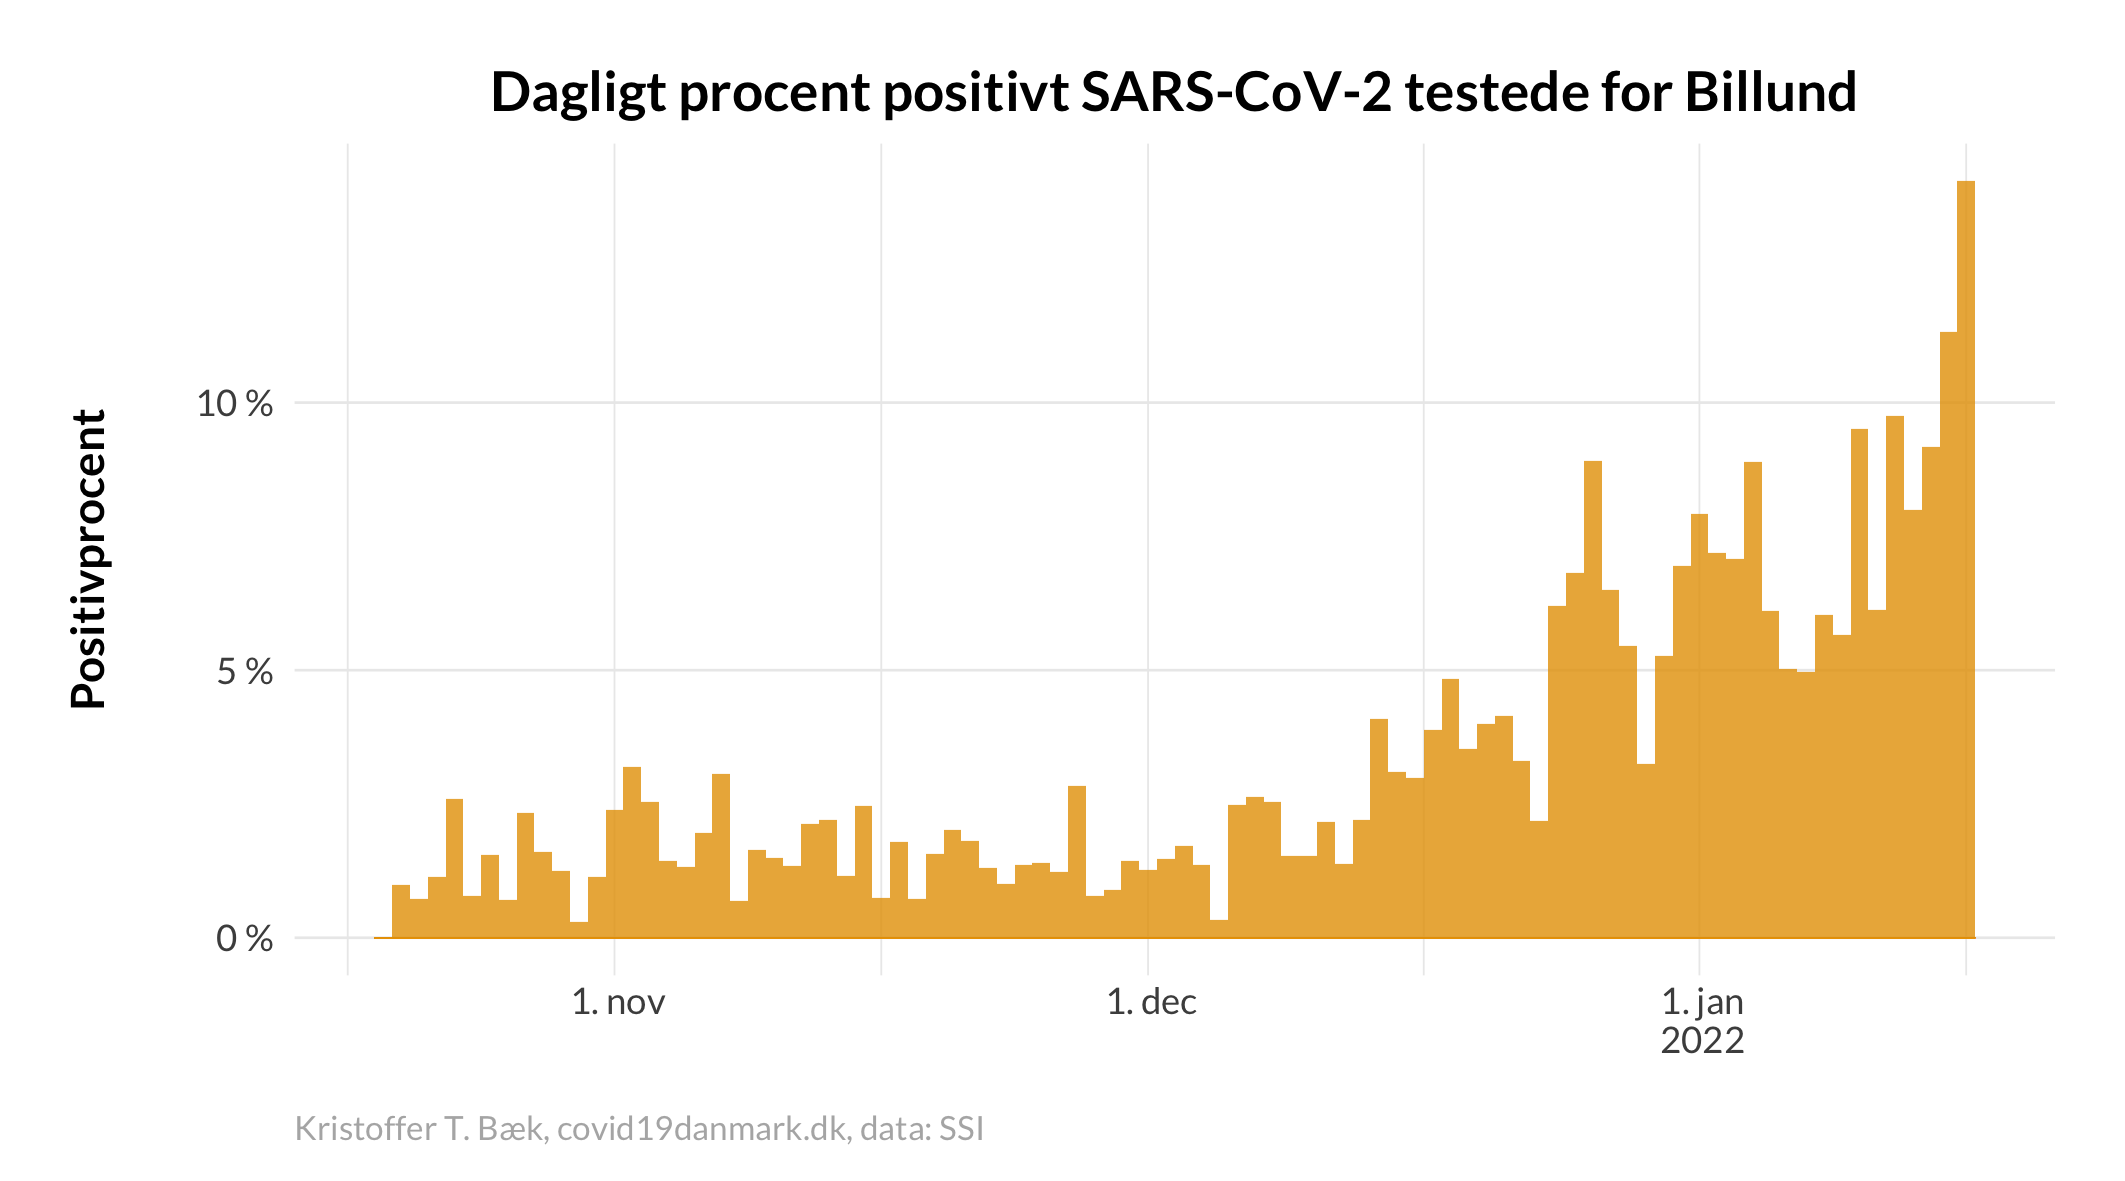 Dagligt procent positivt SARS-CoV-2 testede for Billund
Positivprocent
10 %
5 %
0 %
1. nov
1. dec
1. jan
2022
Kristoffer T. Bæk, covid19danmark.dk, data: SSI